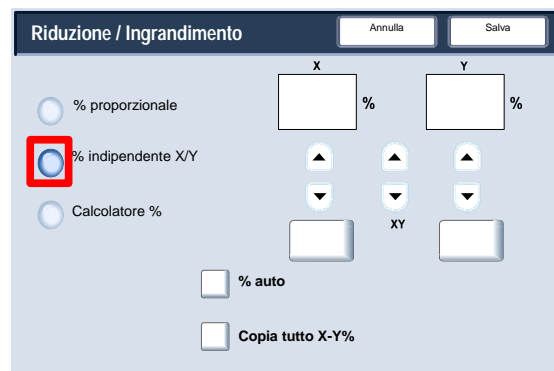 Riduzione / Ingrandimento
Annulla
Salva
X
Y
% proporzionale
%
%
% indipendente X/Y
Calcolatore %
XY
% auto
Copia tutto X-Y%